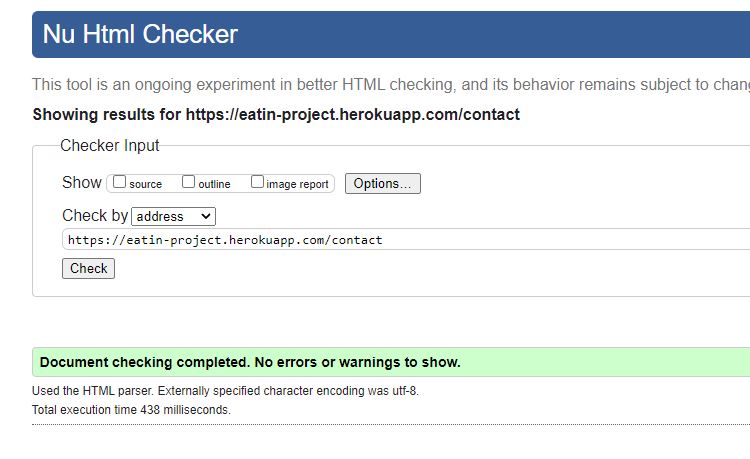 Nu Html Checker
This tool is an ongoing experiment in better HTML checking, and its behavior remains subject to
Showing results for https://eatin-project.herokuapp.com/contact
Checker Input
Show source outline image report Options...
Check by address
https://eatin-project.herokuapp.com/contact
Check
Document checking completed. No errors or warnings to show.
Used the HTML parser. Externally specified character encoding was utf-8.
Total execution time 438 milliseconds.